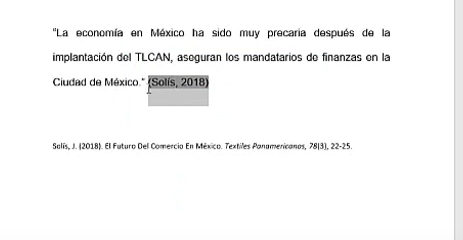 “La economía en México ha sido muy precaria después de la
implantación del TLCAN, aseguran los mandatarios de finanzas en la
Ciudad de México.” (Solís, 2018)
Solís, J. (2018). El Futuro Del Comercio En México. Textiles Panamericanos, 78(3), 22-25.